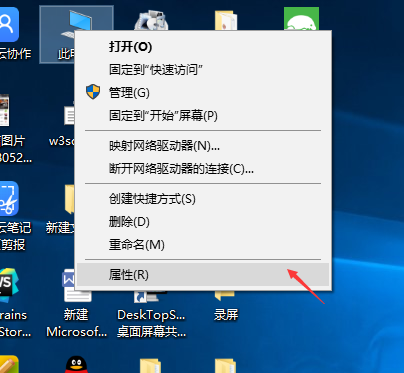 打开(O)
固定到"快速访问"
管理(G)
固定到"开始"屏幕(P)
映射网络驱动器(N)...
断开网络驱动器的连接(C)...
创建快捷方式(S)
删除(D)
重命名(M)
属性(R)
云协作
此电
图片
3052...
w3sc
云笔记
剪报
新建文
rains
Stor...
新建
Microsof...
DeskTopS...
桌面屏幕共...
录屏